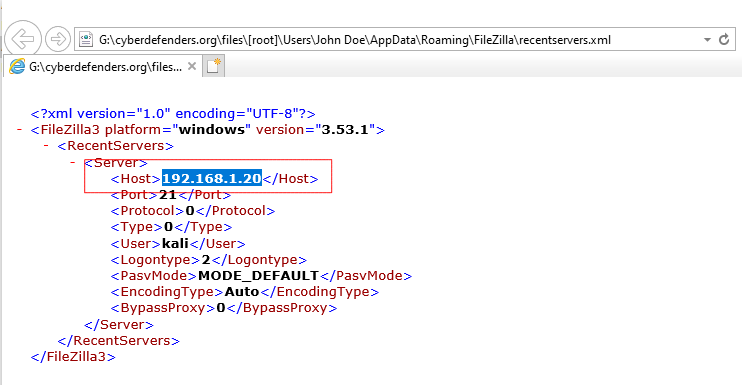 G:\cyberdefenders.org\files\[root]\Users\John Doe\AppData\Roaming\FileZilla\recentservers.xml
G:\cyberdefenders.org\files...
<?xml version="1.0" encoding="UTF-8"?>
- <FileZilla3 platform="windows" version="3.53.1">
- <RecentServers>
- <Server>
<Host>192.168.1.20</Host>
<Port>21</Port>
<Protocol>0</Protocol>
<Type>0</Type>
<User>kali</User>
<Logontype>2</Logontype>
<PasvMode>MODE_DEFAULT</PasvMode>
<EncodingType>Auto</EncodingType>
<BypassProxy>0</BypassProxy>
</Server>
</RecentServers>
</FileZilla3>